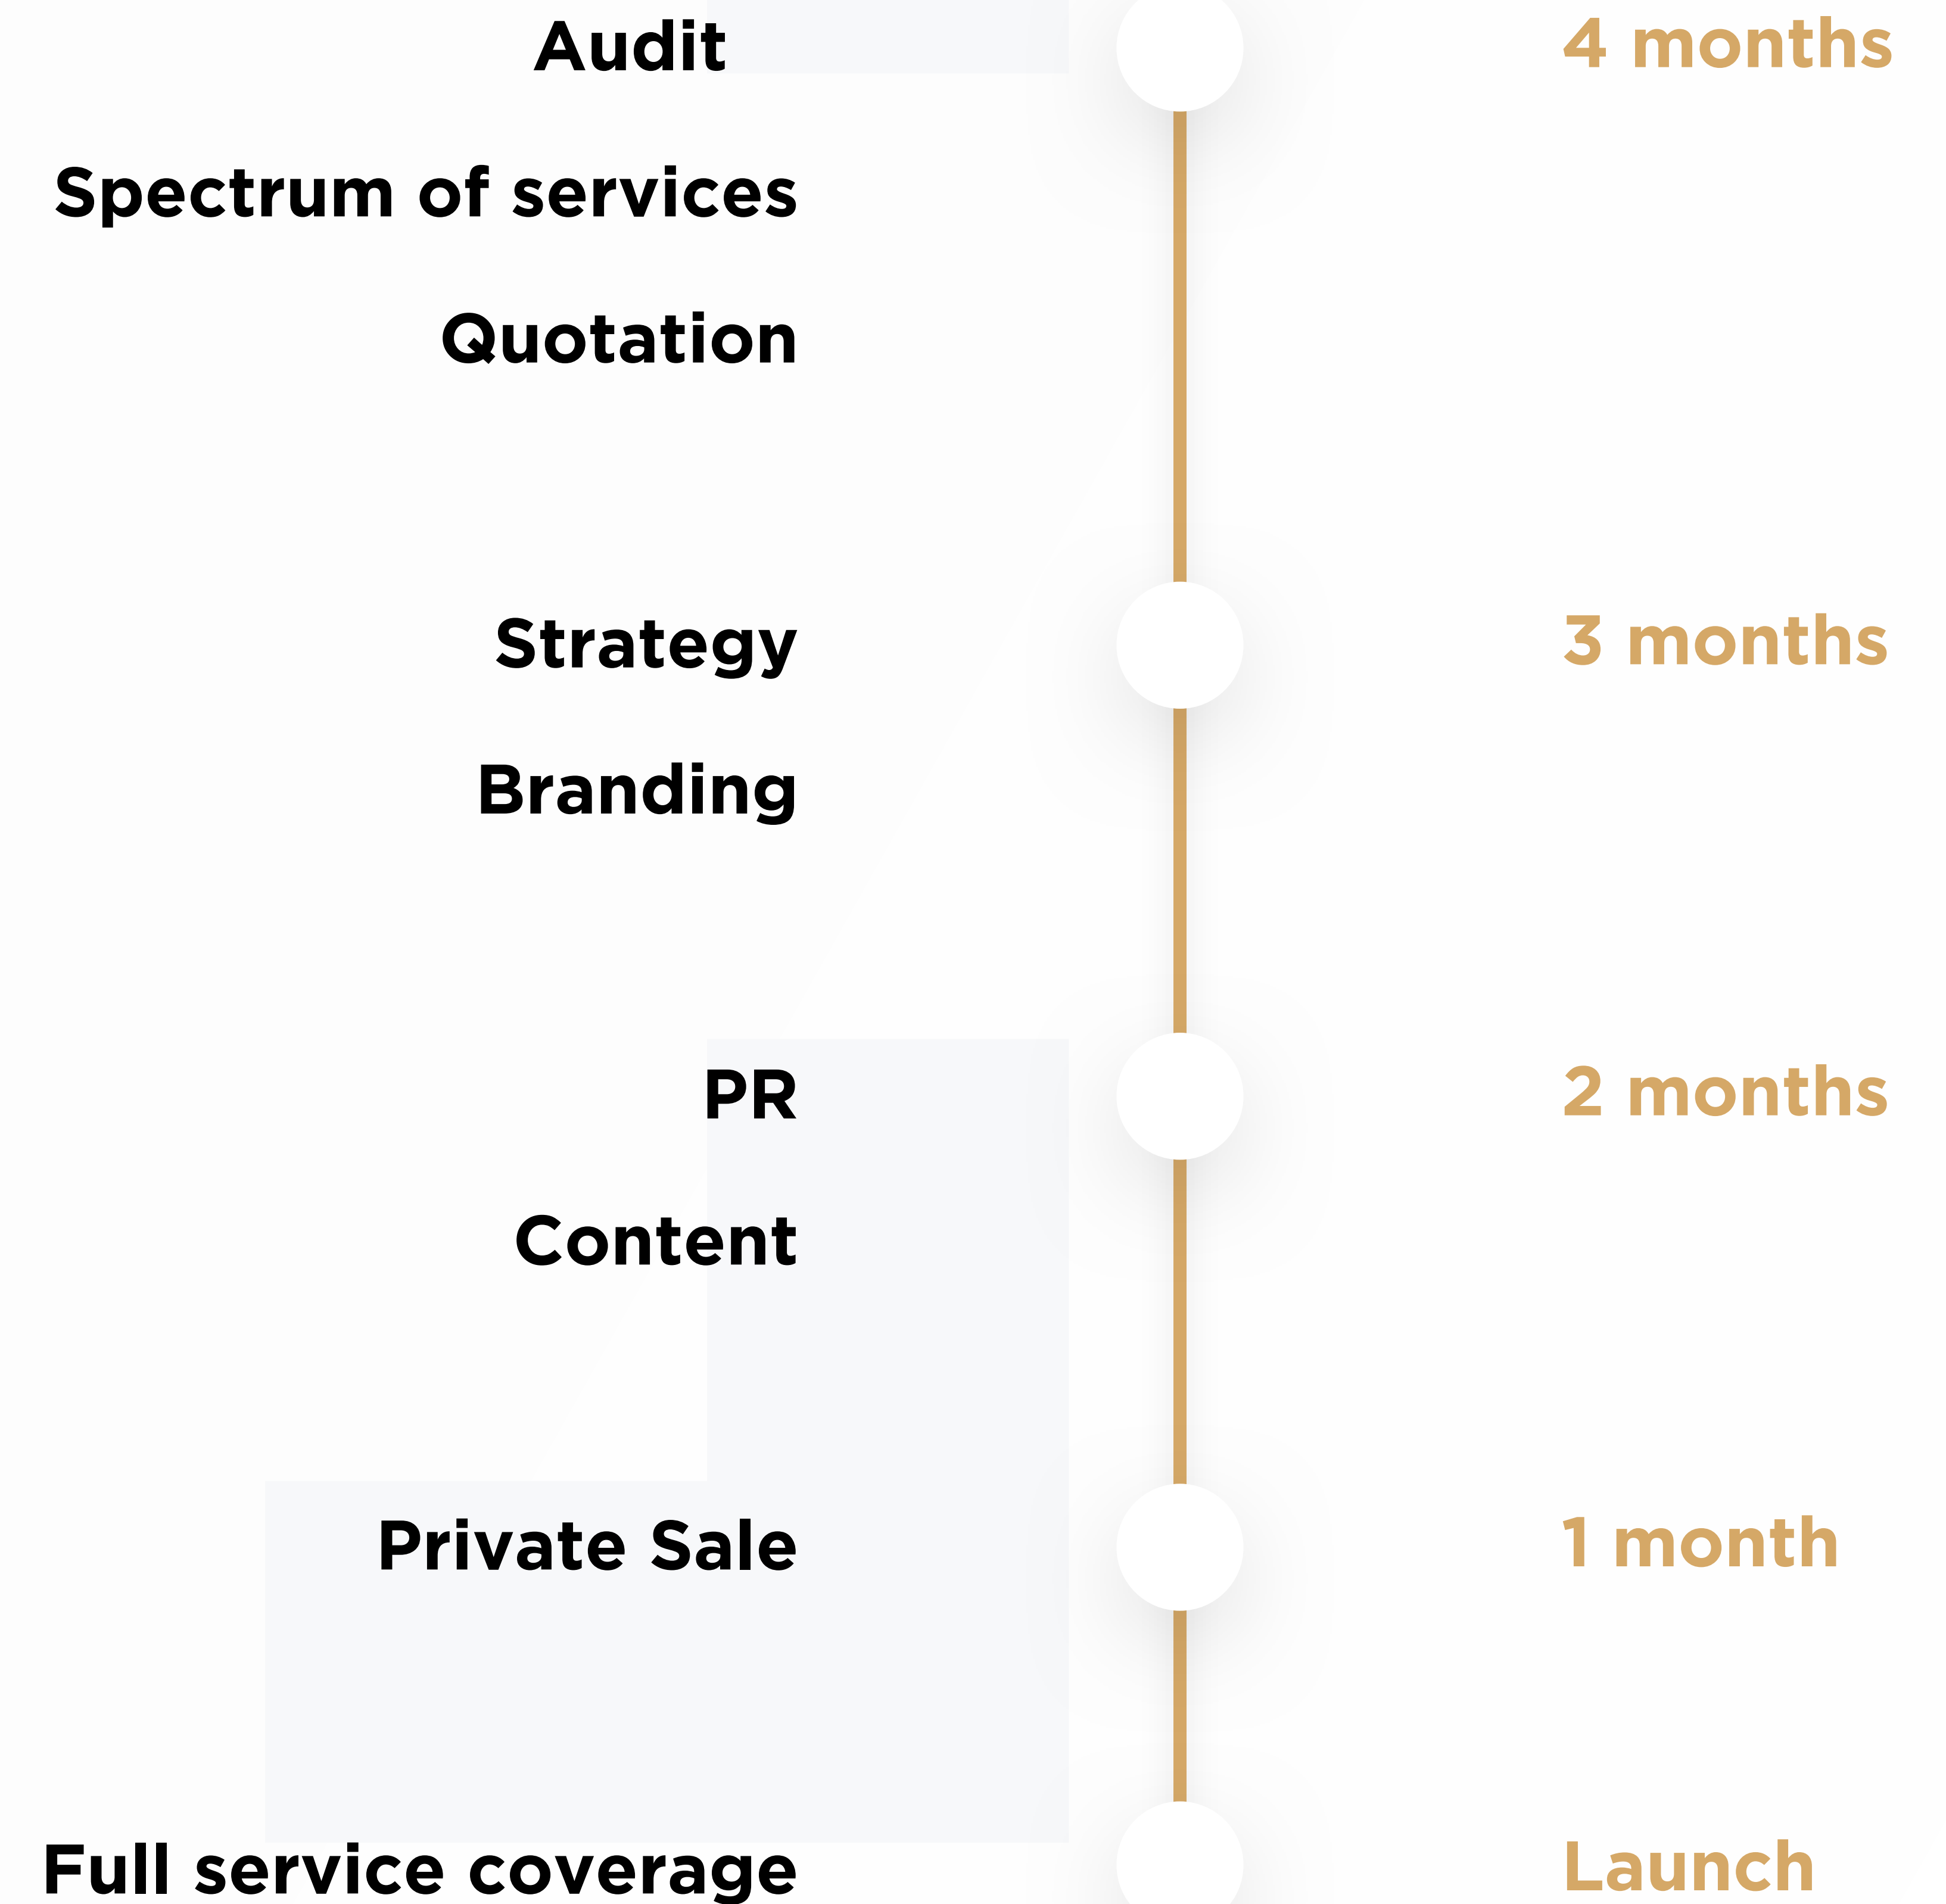 Audit
4 months
Spectrum of services
Quotation
Strategy
3 months
Branding
PR
2 months
Content
Private Sale
1 month
Full service coverage
Launch